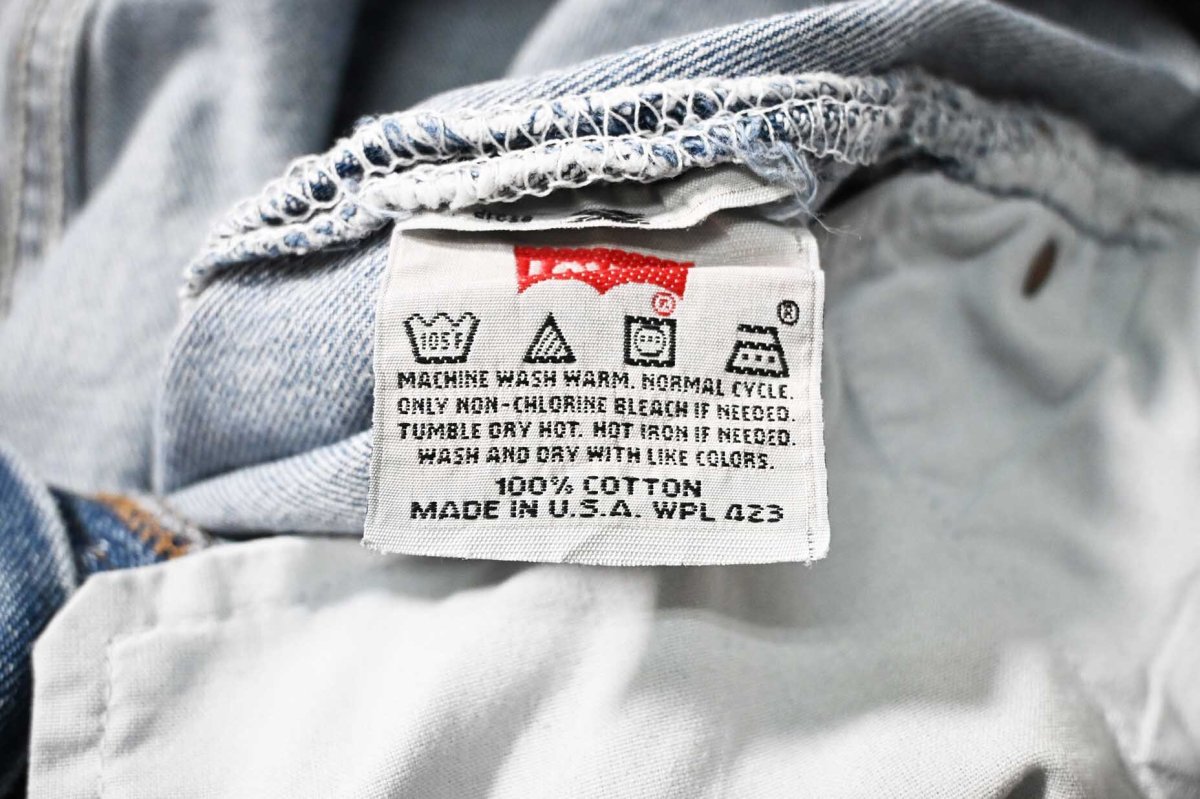 ®
105F
®
MACHINE WASH WARM. NORMAL CYCLE.
ONLY NON-CHLORINE BLEACH IF NEEDED.
TUMBLE DRY HOT. HOT IRON IF NEEDED.
WASH AND DRY WITH LIKE COLORS.
100% COTTON
MADE IN U.S.A. WPL 423